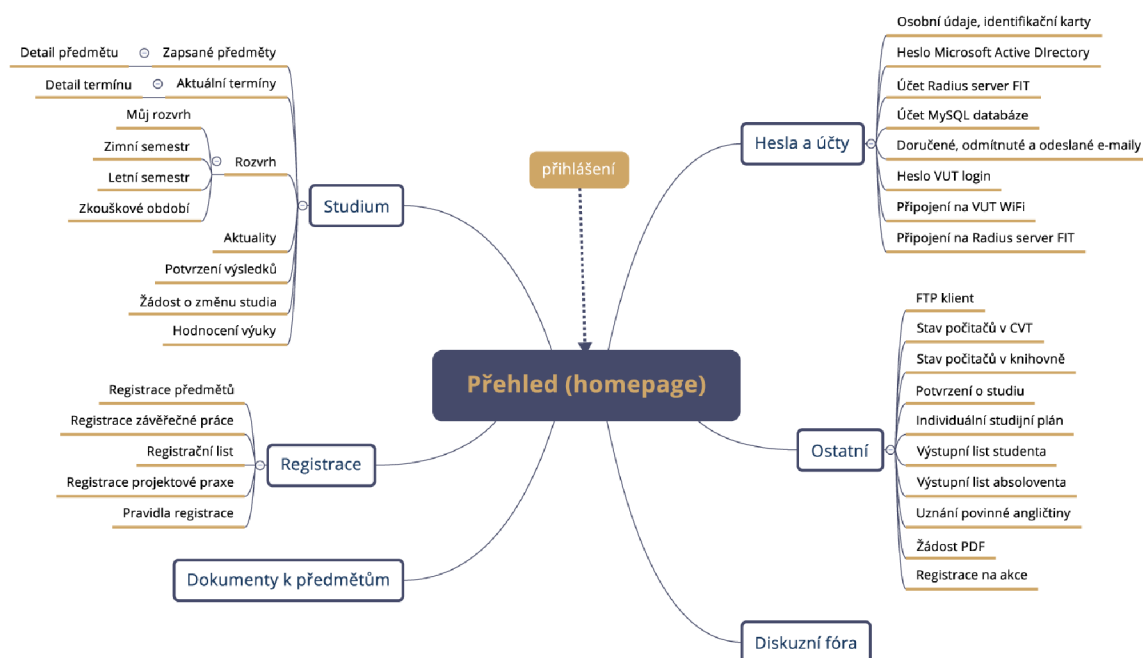 přihlášení
Přehled (homepage)
Studium
Zapsané předměty
Detail předmětu
Aktuální termíny
Detail termínu
Rozvrh
Můj rozvrh
Zimní semestr
Letní semestr
Zkouškové období
Aktuality
Potvrzení výsledků
Žádost o změnu studia
Hodnocení výuky
Registrace
Registrace předmětů
Registrace závěřečné práce
Registrační list
Registrace projektové praxe
Pravidla registrace
Dokumenty k předmětům
Hesla a účty
Osobní údaje, identifikační karty
Heslo Microsoft Active DIrectory
Účet Radius server FIT
Účet MySQL databáze
Doručené, odmítnuté a odeslané e-maily
Heslo VUT login
Připojení na VUT WiFi
Připojení na Radius server FIT
Ostatní
FTP klient
Stav počitačů v CVT
Stav počitačů v knihovně
Potvrzení o studiu
Individuální studijní plán
Výstupní list studenta
Výstupní list absoloventa
Uznání povinné angličtiny
Žádost PDF
Registrace na akce
Diskuzní fóra